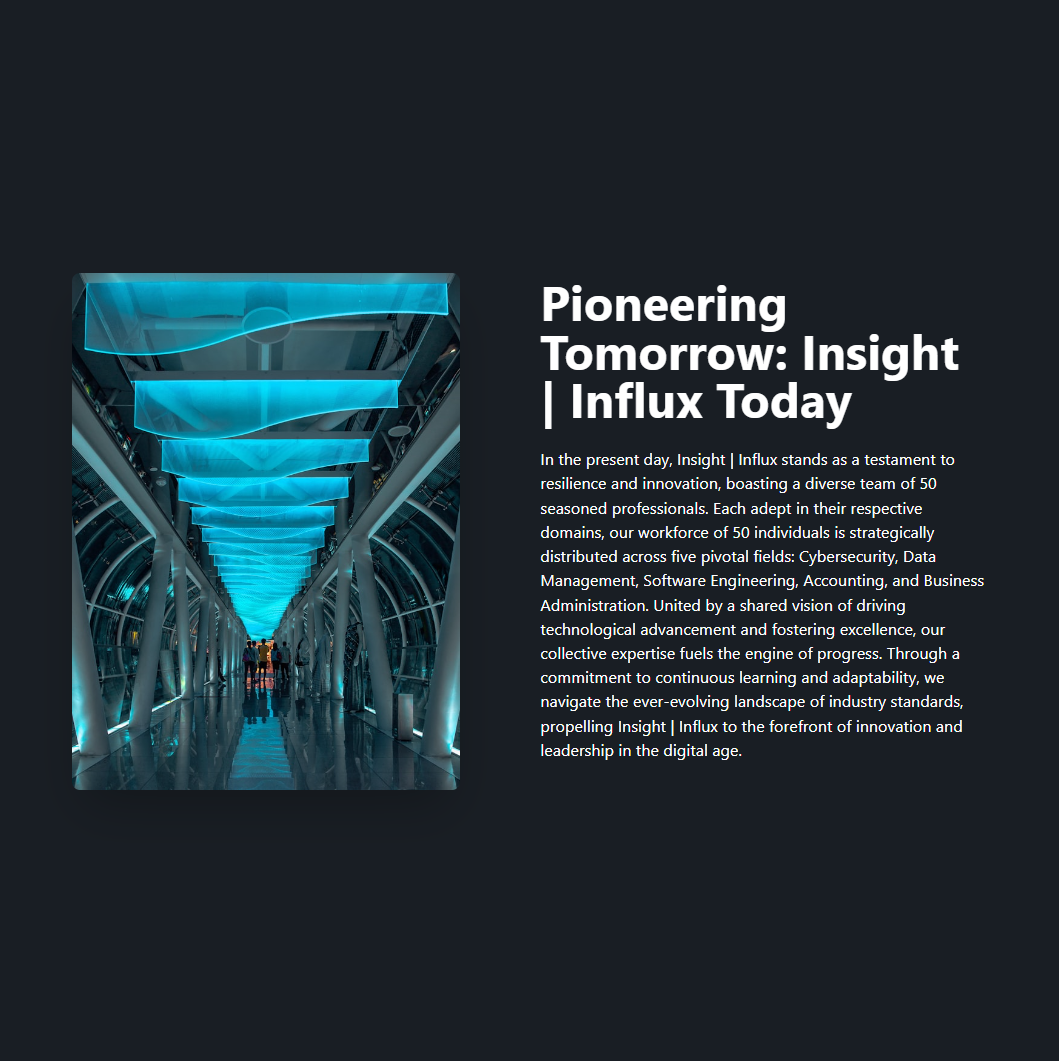 Pioneering
Tomorrow: Insight
| Influx Today
In the present day, Insight | Influx stands as a testament to
resilience and innovation, boasting a diverse team of 50
seasoned professionals. Each adept in their respective
domains, our workforce of 50 individuals is strategically
distributed across five pivotal fields: Cybersecurity, Data
Management, Software Engineering, Accounting, and Business
Administration. United by a shared vision of driving
technological advancement and fostering excellence, our
collective expertise fuels the engine of progress. Through a
commitment to continuous learning and adaptability, we
navigate the ever-evolving landscape of industry standards,
propelling Insight | Influx to the forefront of innovation and
leadership in the digital age.